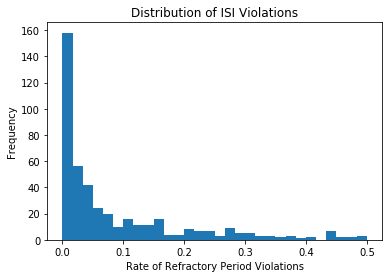 Distribution of ISI Violations
160
140
120
100
80
60
40
20
0
Frequency
0.0 0.1 0.2 0.3 0.4 0.5
Rate of Refractory Period Violations